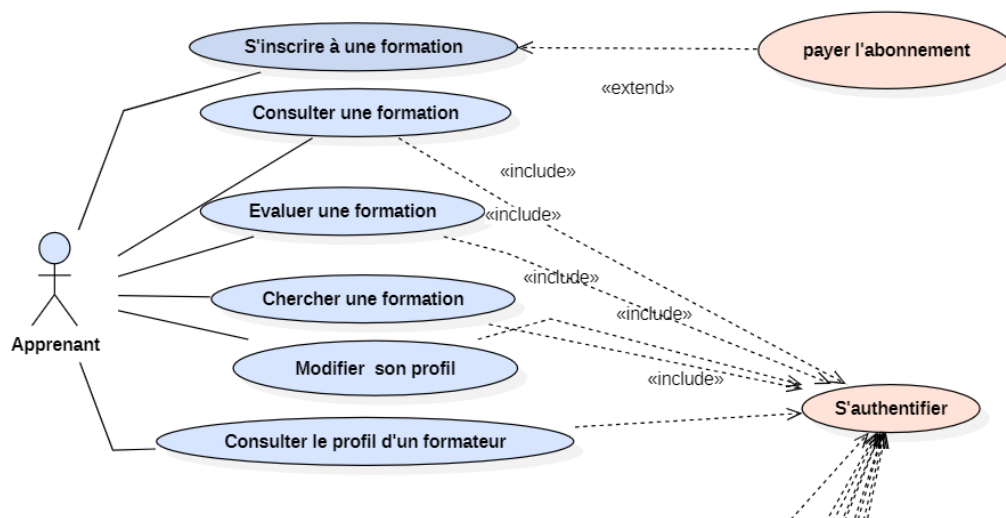 S'inscrire à une formation
payer l'abonnement
«extend»
Consulter une formation
«include»
Evaluer une formation
«include»
«include»
Chercher une formation
«include»
Apprenant
Modifier son profil
«include»
S'authentifier
Consulter le profil d'un formateur